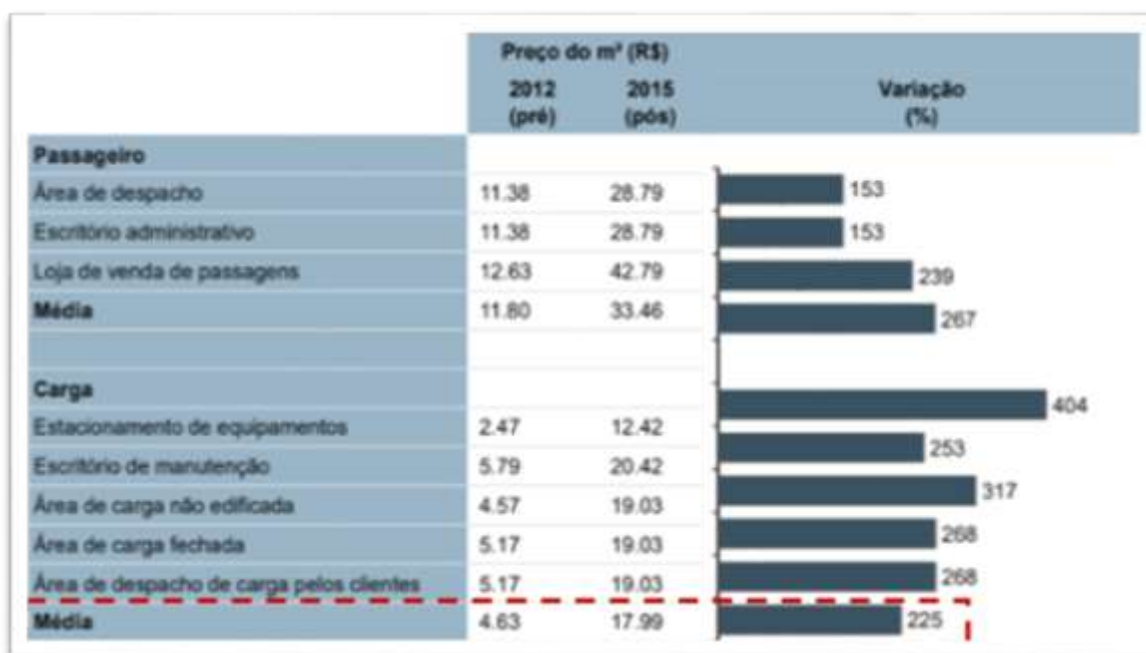 Preço do m² (R$)
2012 2015 Variação
(pré) (pós) (%)
Passageiro
Área de despacho 11.38 28.79 153
Escritório administrativo 11.38 28.79 153
Loja de venda de passagens 12.63 42.79 239
Média 11.80 33.46 267
Carga
404
Estacionamento de equipamentos 2.47 12.42
253
Escritório de manutenção 5.79 20.42
317
Área de carga não edificada 4.57 19.03
Área de carga fechada 5.17 19.03 268
Área de despacho de carga pelos clientes 5.17 19.03 268
Média 4.63 17.99 225